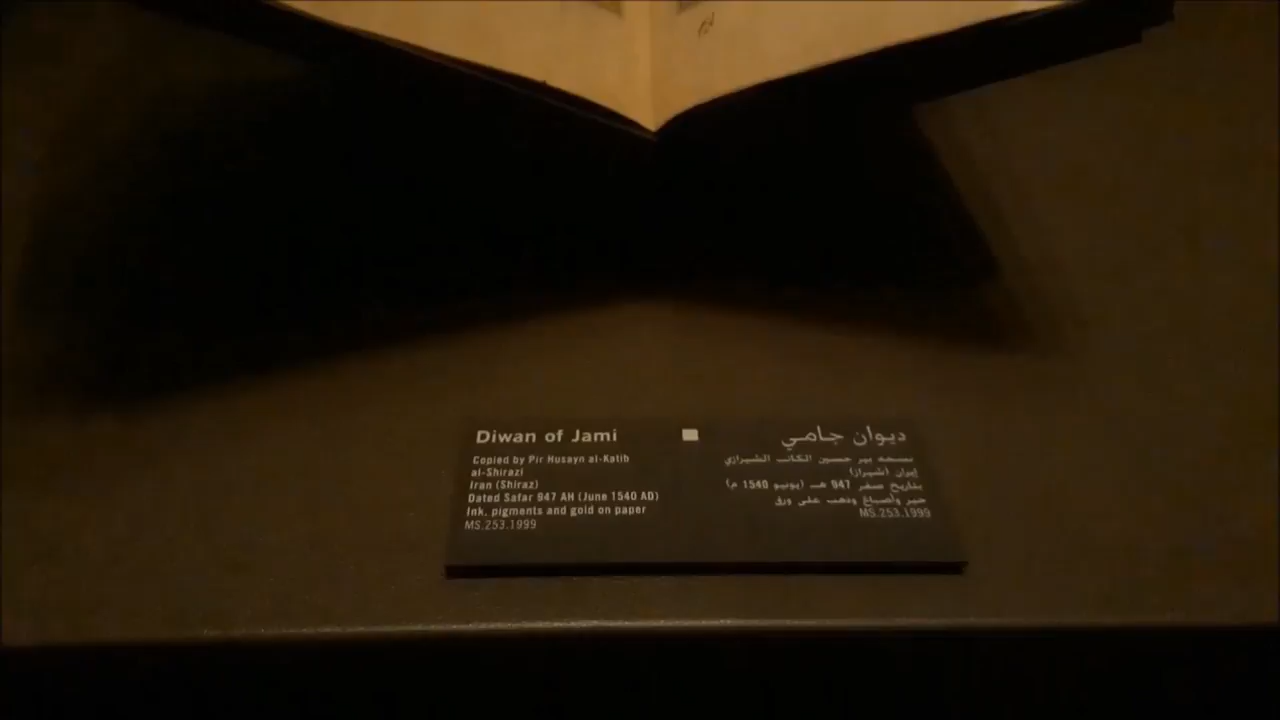 Diwan of Jami
Copied by Pir Husayn al-Katib
al-Shirazi
Iran (Shiraz)
Dated Safar 947 AH (June 1540 AD)
Ink, pigments and gold on paper
MS.253.1999
ديوان جامي
نسخه بير حسين الكاتب الشيرازي
إيران (شيراز)
بتاريخ صفر 947 هـ (يونيو 1540 م)
حبر وأصباغ وذهب على ورق
MS.253.1999